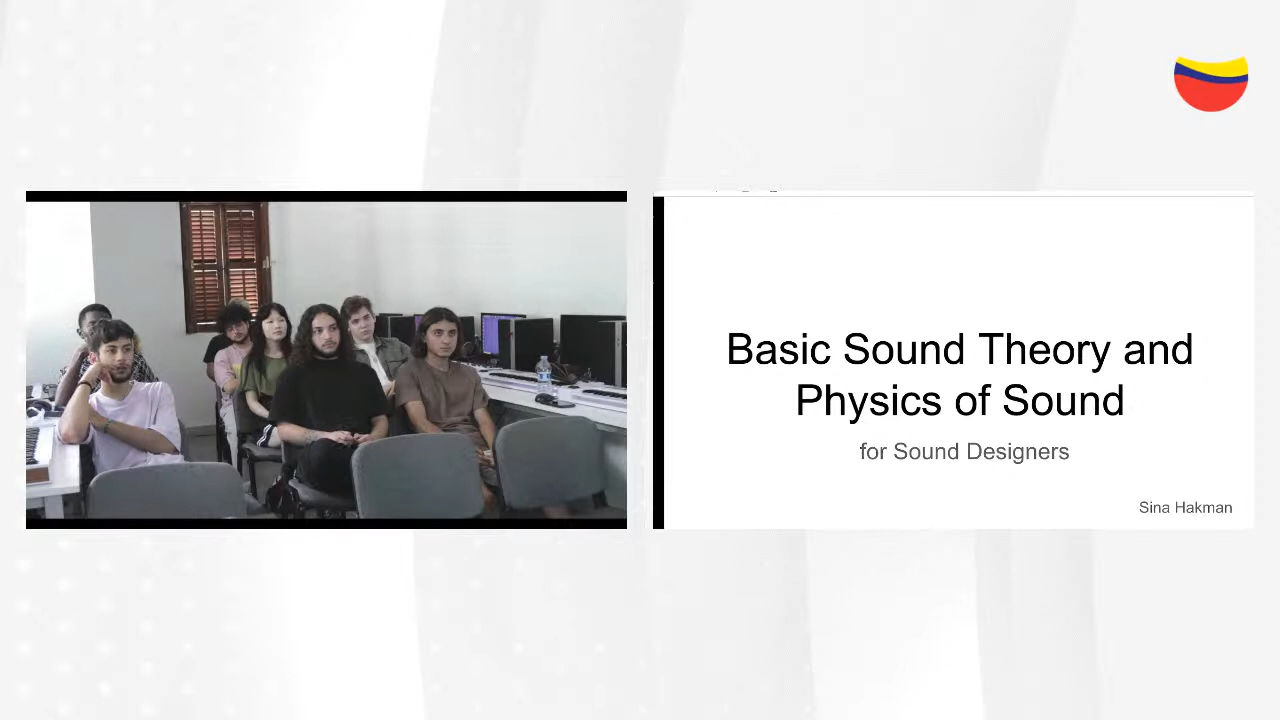 Basic Sound Theory and
Physics of Sound
for Sound Designers
Sina Hakman